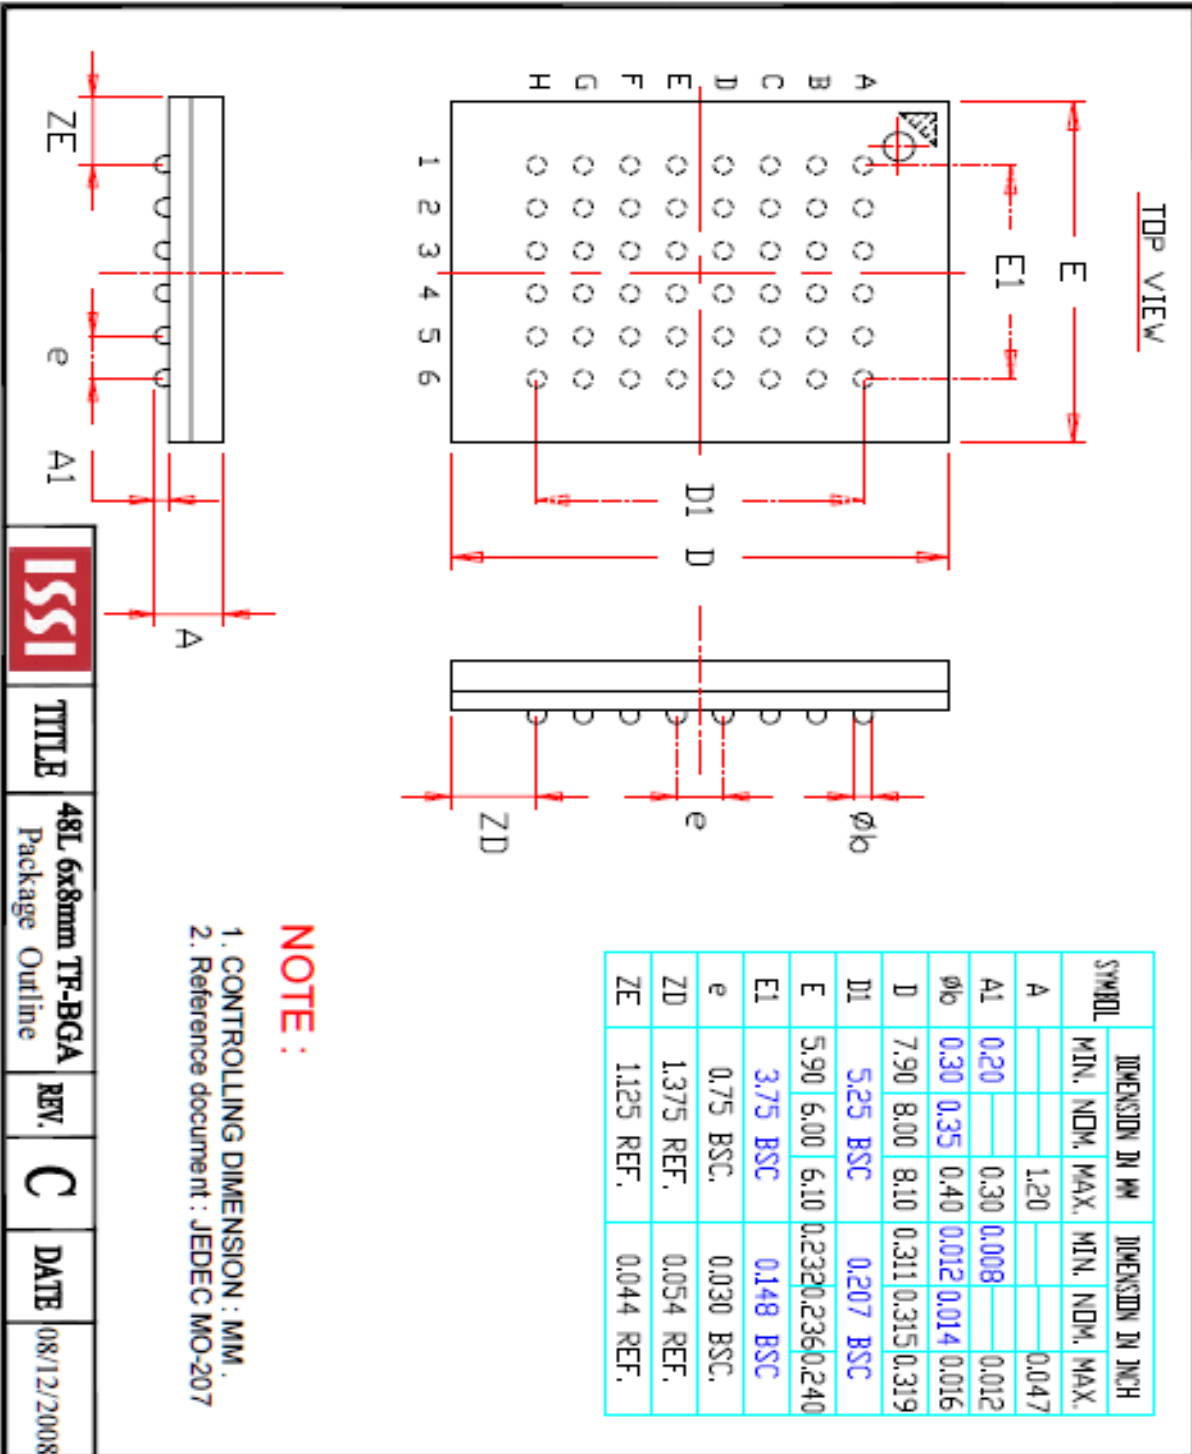 TOP VIEW
E
E1
A B C D E F G H
1 2 3 4 5 6
D1
D
ZE
e
A1
A
Øb
e
ZD
SYMBOL DIMENSION IN MM DIMENSION IN INCH
MIN. NOM. MAX. MIN. NOM. MAX.
A 1.20 0.047
A1 0.20 0.30 0.008 0.012
Øb 0.30 0.35 0.40 0.012 0.014 0.016
D 7.90 8.00 8.10 0.311 0.315 0.319
D1 5.25 BSC 0.207 BSC
E 5.90 6.00 6.10 0.232 0.236 0.240
E1 3.75 BSC 0.148 BSC
e 0.75 BSC. 0.030 BSC.
ZD 1.375 REF. 0.054 REF.
ZE 1.125 REF. 0.044 REF.
NOTE :
1. CONTROLLING DIMENSION : MM .
2. Reference document : JEDEC MO-207
ISSI
TITLE
48L 6x8mm TF-BGA
Package Outline
REV.
C
DATE
08/12/2008